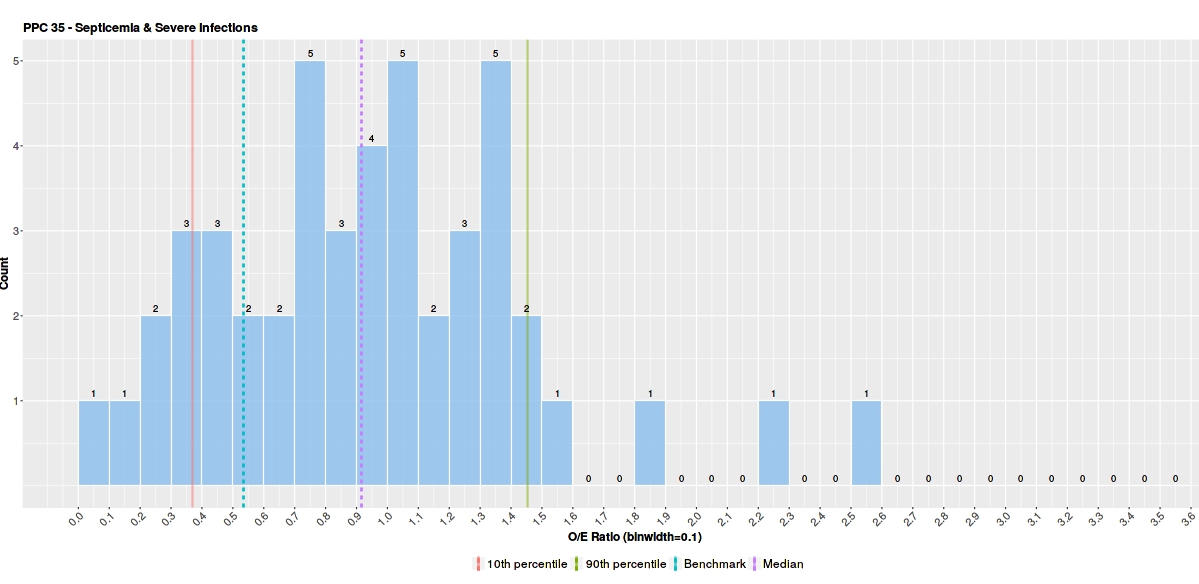 PPC 35 - Septicemia & Severe Infections
5 5 5
4
3 3 3 3
2 2 2 2 2
1 1 1 1 1 1
0 0 0 0 0 0 0 0 0 0 0 0 0 0 0 0 0
5
4
3
2
1
Count
0.0 0.1 0.2 0.3 0.4 0.5 0.6 0.7 0.8 0.9 1.0 1.1 1.2 1.3 1.4 1.5 1.6 1.7 1.8 1.9 2.0 2.1 2.2 2.3 2.4 2.5 2.6 2.7 2.8 2.9 3.0 3.1 3.2 3.3 3.4 3.5 3.6
O/E Ratio (binwidth=0.1)
10th percentile 90th percentile Benchmark Median